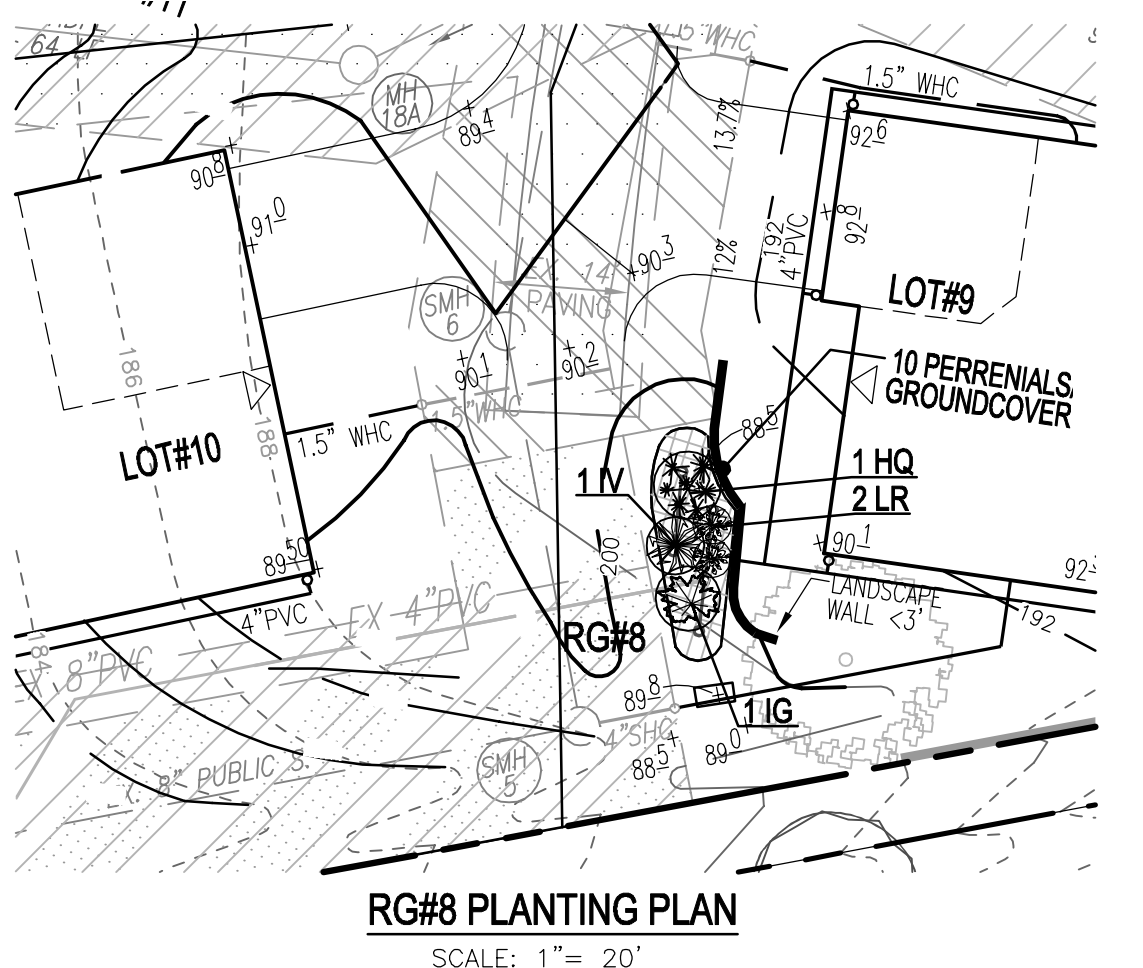 64 LF
MH
18A
89 4
WHC
1.5" WHC
13.7%
92 6
90 8
91 0
92 8
192
4"PVC
12%
90 3
EX. 14'
PAVING
SMH
6
LOT#9
90 1
90 2
186
10 PERRENIALS/
GROUNDCOVER
1.5"WHC
88 5
1.5" WHC
188
LOT#10
1 IV
1 HQ
2 LR
200
90 1
89 50
92
LANDSCAPE
WALL <3'
192
4"PVC
EX 4"PVC
RG#8
8"PVC
184
89 8
1 IG
4"SHC
88 5
89 0
SMH
5
8" PUBLIC S.
RG#8 PLANTING PLAN
SCALE: 1"= 20'